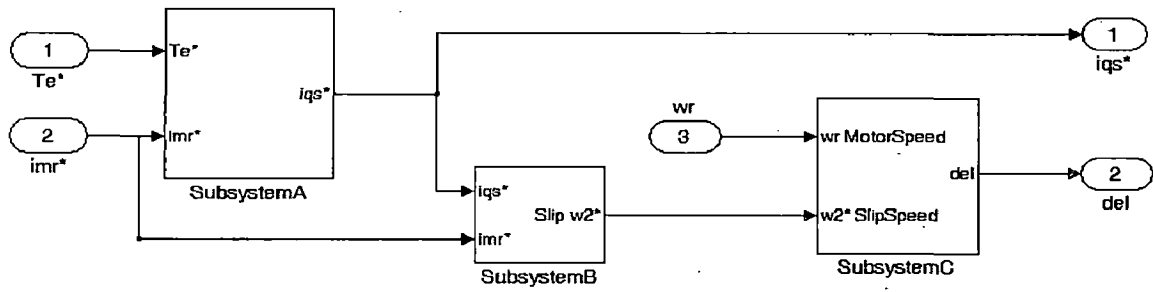 1
Te*
2
imr*
Te*
imr*
iqs*
SubsystemA
1
iqs*
wr
3
iqs*
imr*
Slip w2*
SubsystemB
wr MotorSpeed
w2* SlipSpeed
del
SubsystemC
2
del